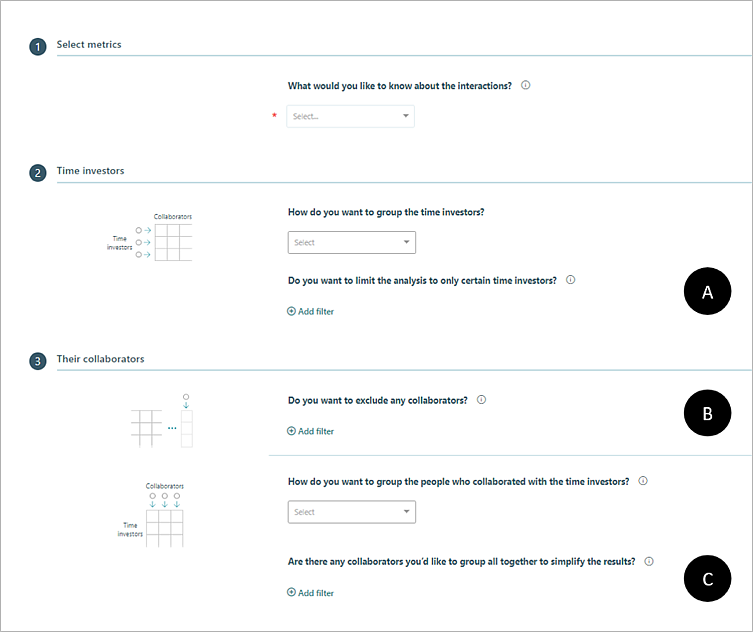 1 Select metrics
What would you like to know about the interactions?
* Select...
2 Time investors
Collaborators
Time
investors
How do you want to group the time investors?
Select
Do you want to limit the analysis to only certain time investors?
Add filter
A
3 Their collaborators
Do you want to exclude any collaborators?
Add filter
B
...
Collaborators
Time
investors
How do you want to group the people who collaborated with the time investors?
Select
Are there any collaborators you'd like to group all together to simplify the results?
Add filter
C